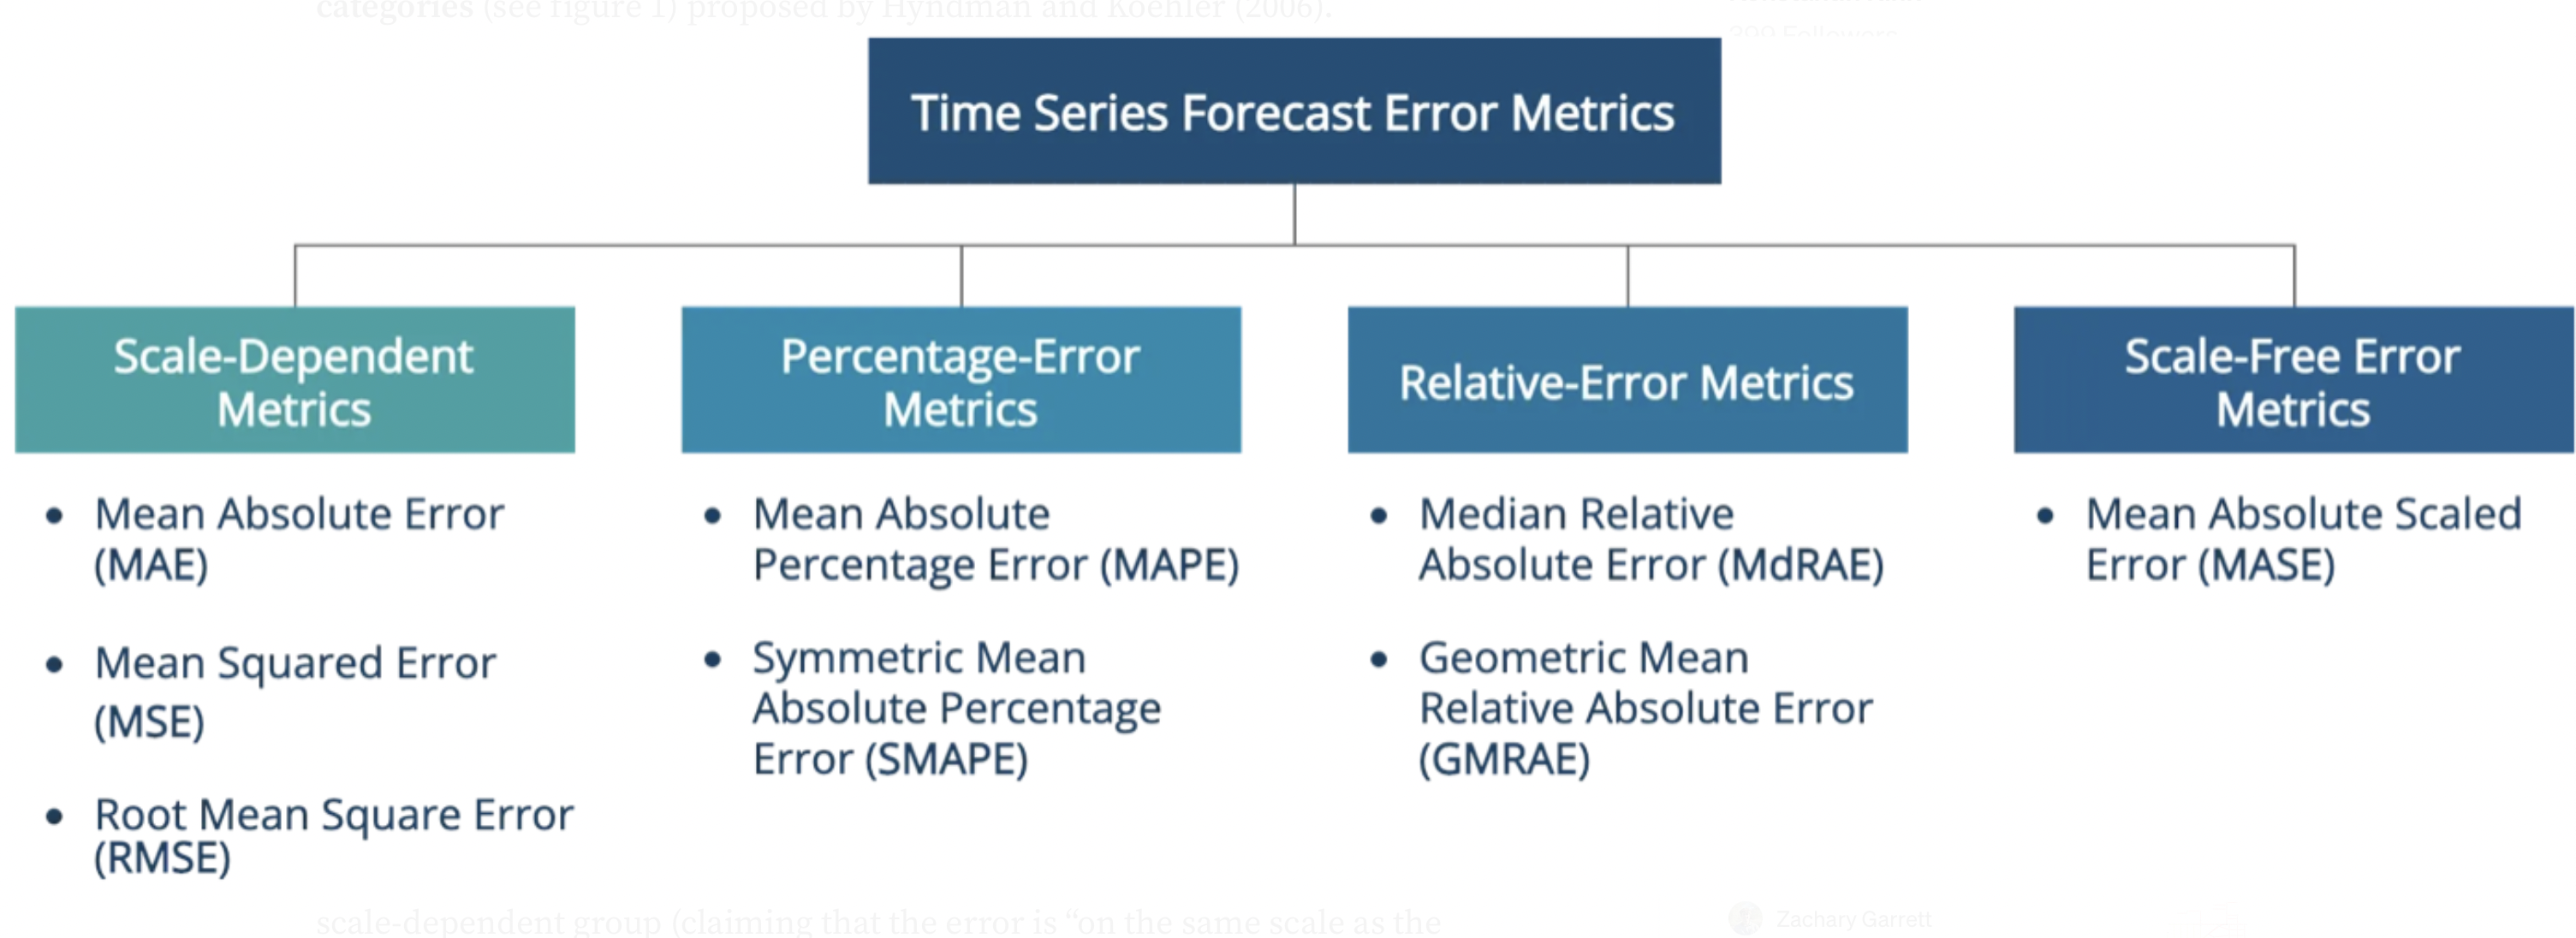 categories (see figure 1) proposed by Hyndman and Koehler (2006).
Time Series Forecast Error Metrics
Scale-Dependent
Metrics
• Mean Absolute Error
(MAE)
• Mean Squared Error
(MSE)
• Root Mean Square Error
(RMSE)
Percentage-Error
Metrics
• Mean Absolute
Percentage Error (MAPE)
• Symmetric Mean
Absolute Percentage
Error (SMAPE)
Relative-Error Metrics
• Median Relative
Absolute Error (MdRAE)
• Geometric Mean
Relative Absolute Error
(GMRAE)
Scale-Free Error
Metrics
• Mean Absolute Scaled
Error (MASE)
scale-dependent group (claiming that the error is “on the same scale as the
Zachary Garrett